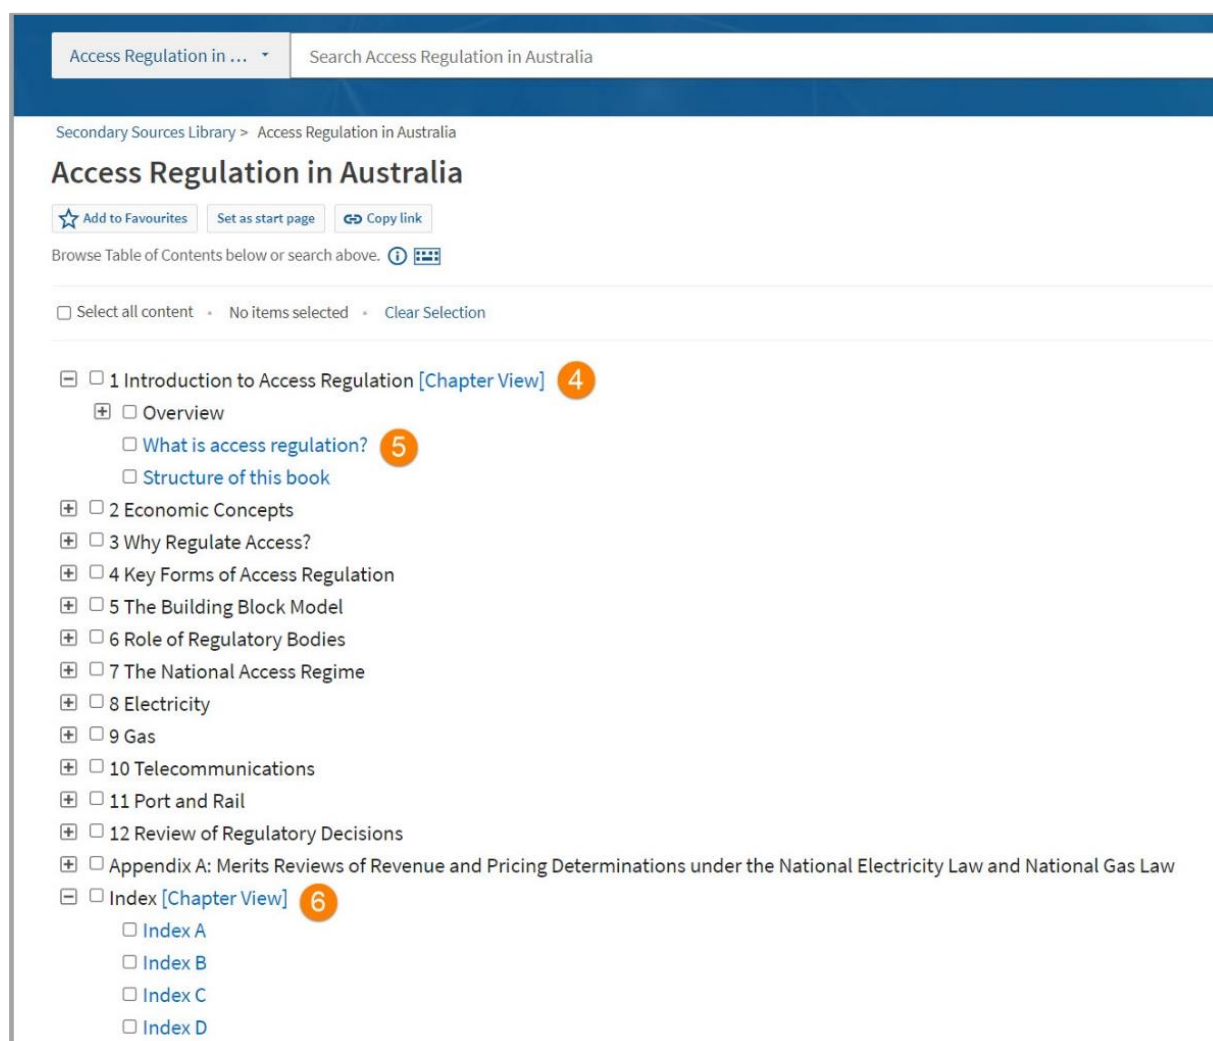 Access Regulation in ... Search Access Regulation in Australia
Secondary Sources Library > Access Regulation in Australia
Access Regulation in Australia
Add to Favourites Set as start page Copy link
Browse Table of Contents below or search above.
Select all content • No items selected • Clear Selection
1 Introduction to Access Regulation [Chapter View] 4
Overview
What is access regulation? 5
Structure of this book
2 Economic Concepts
3 Why Regulate Access?
4 Key Forms of Access Regulation
5 The Building Block Model
6 Role of Regulatory Bodies
7 The National Access Regime
8 Electricity
9 Gas
10 Telecommunications
11 Port and Rail
12 Review of Regulatory Decisions
Appendix A: Merits Reviews of Revenue and Pricing Determinations under the National Electricity Law and National Gas Law
Index [Chapter View] 6
Index A
Index B
Index C
Index D